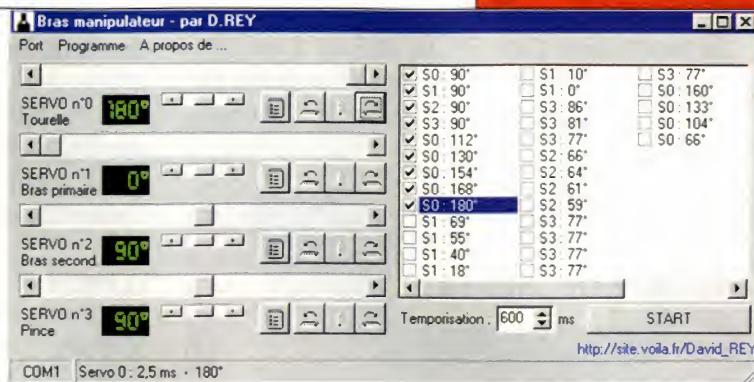 Bras manipulateur - par D.REY
Port Programme A propos de ...
SERVO n°0
Tourelle
180°
SERVO n°1
Bras primaire
0°
SERVO n°2
Bras second.
90°
SERVO n°3
Pince
90°
S0 : 90°
S1 : 90°
S2 : 90°
S3 : 90°
S0 : 112°
S0 : 130°
S0 : 154°
S0 : 168°
S0 : 180°
S1 : 69°
S1 : 55°
S1 : 40°
S1 : 18°
S1 : 10°
S1 : 0°
S3 : 86°
S3 : 81°
S3 : 77°
S2 : 66°
S2 : 64°
S2 : 61°
S2 : 59°
S3 : 77°
S3 : 77°
S3 : 77°
S3 : 77°
S0 : 160°
S0 : 133°
S0 : 104°
S0 : 66°
Temporisation : 600 ms START
http://site.voila.fr/David_REY
COM1 Servo 0 : 2,5 ms - 180°